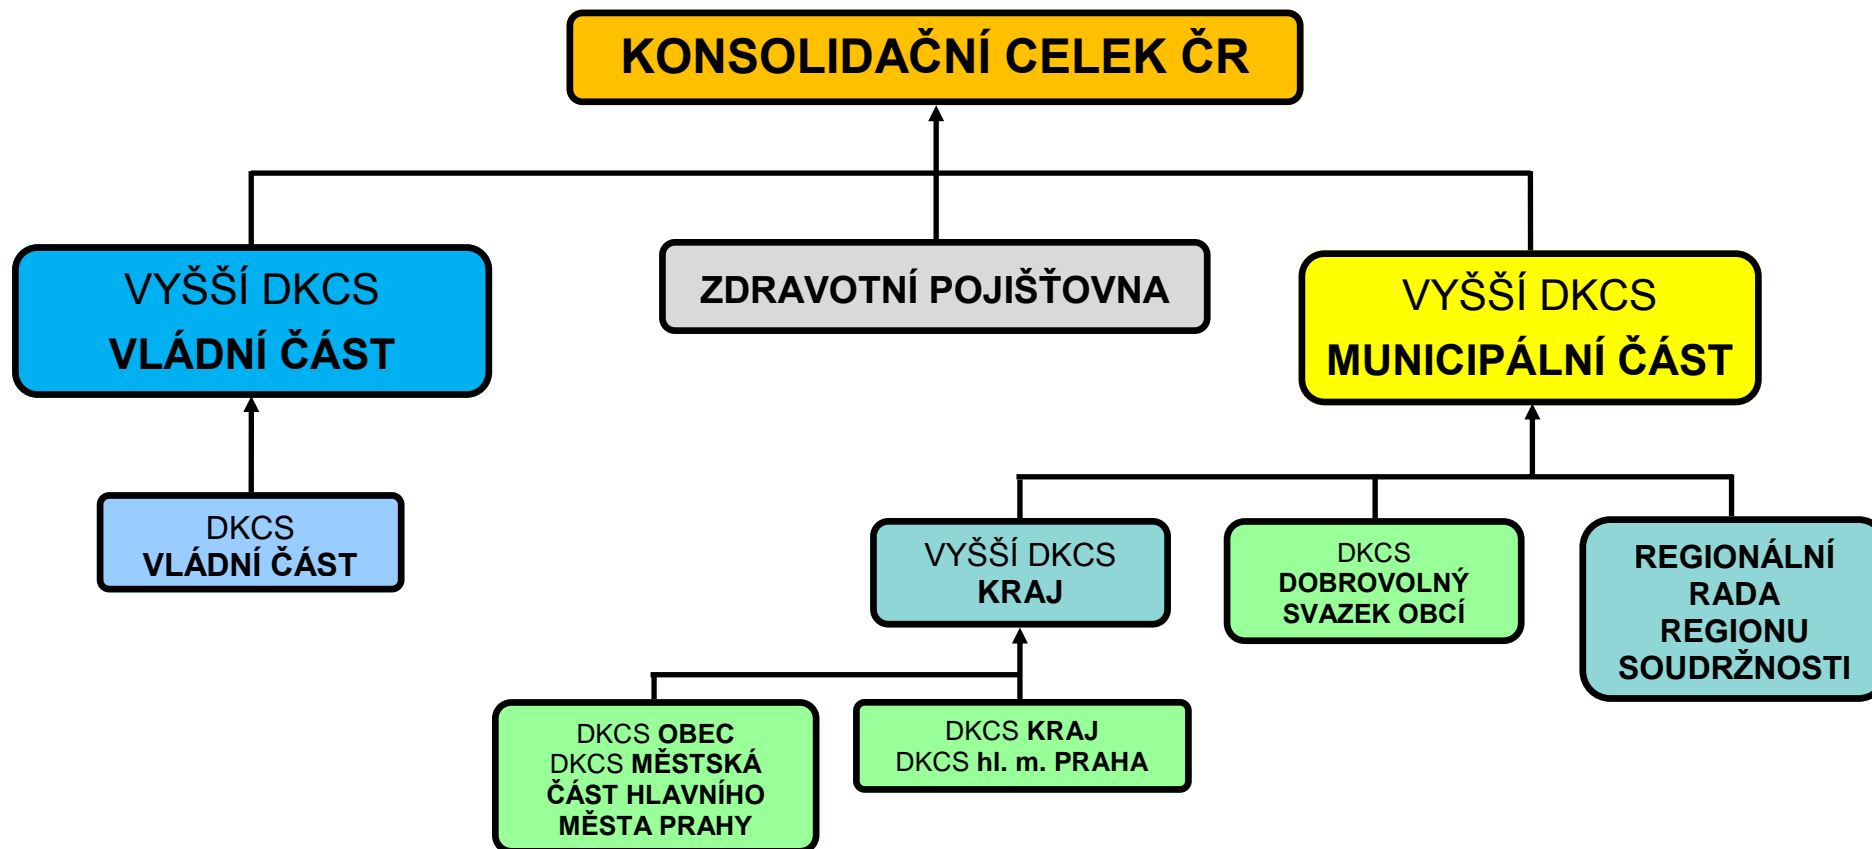 KONSOLIDAČNÍ CELEK ČR
VYŠŠÍ DKCS
VLÁDNÍ ČÁST
ZDRAVOTNÍ POJIŠŤOVNA
VYŠŠÍ DKCS
MUNICIPÁLNÍ ČÁST
DKCS
VLÁDNÍ ČÁST
VYŠŠÍ DKCS
KRAJ
DKCS
DOBROVOLNÝ
SVAZEK OBCÍ
REGIONÁLNÍ
RADA
REGIONU
SOUDRŽNOSTI
DKCS OBEC
DKCS MĚSTSKÁ
ČÁST HLAVNÍHO
MĚSTA PRAHY
DKCS KRAJ
DKCS hl. m. PRAHA